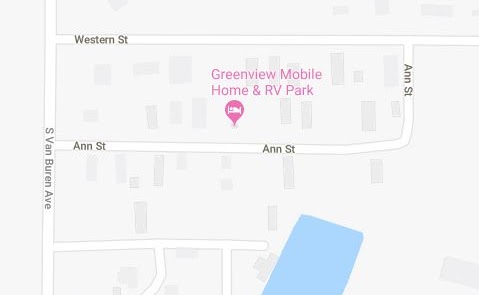 Western St
Greenview Mobile
Home & RV Park
Ann St
Ann St
Ann St
S Van Buren Ave